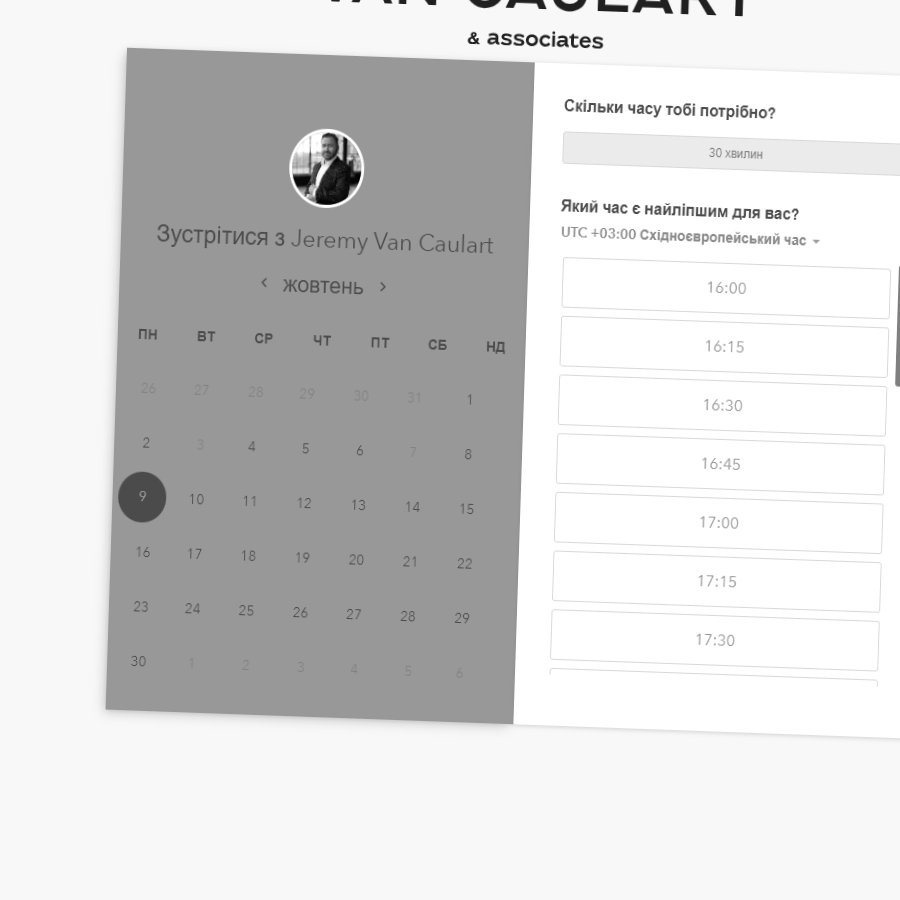 VAN CAULART
& associates
Зустрітися з Jeremy Van Caulart
жовтень
ПН ВТ СР ЧТ ПТ СБ НД
26 27 28 29 30 31 1
2 3 4 5 6 7 8
9 10 11 12 13 14 15
16 17 18 19 20 21 22
23 24 25 26 27 28 29
30 1 2 3 4 5 6
Скільки часу тобі потрібно?
30 хвилин
Який час є найліпшим для вас?
UTC +03:00 Східноєвропейський час
16:00
16:15
16:30
16:45
17:00
17:15
17:30